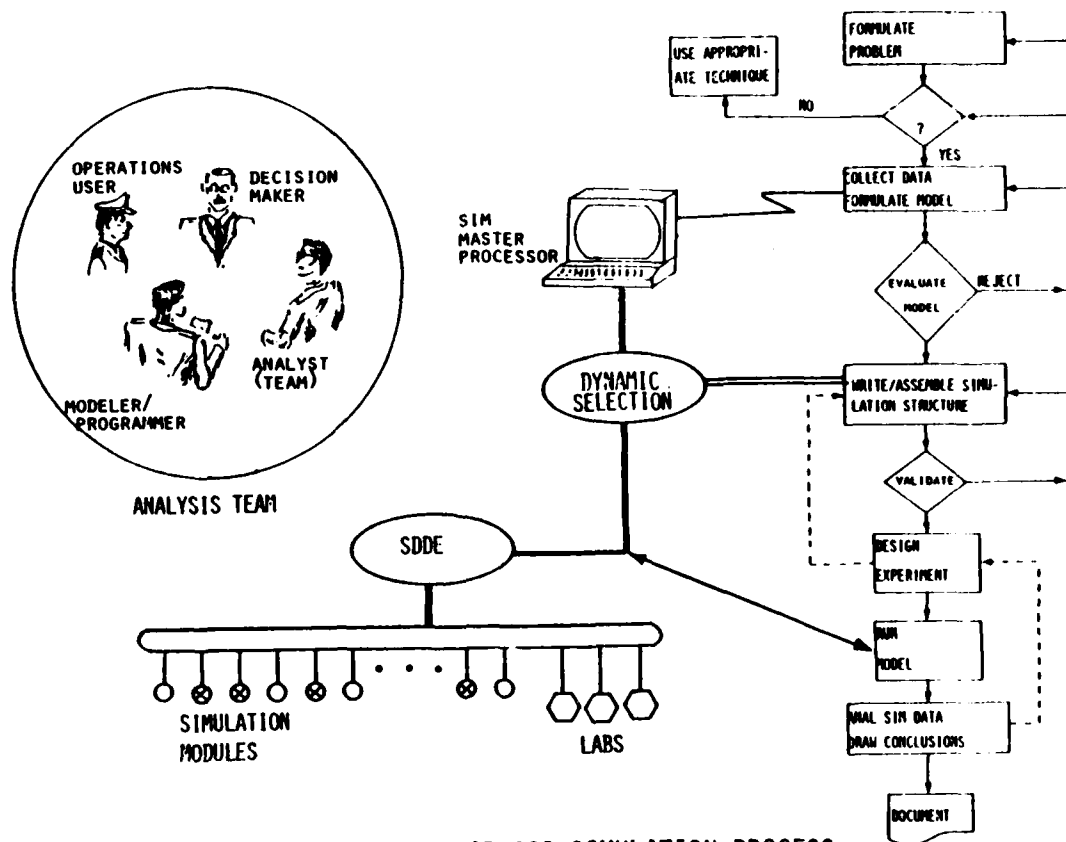 OPERATIONS
USER
DECISION
MAKER
ANALYST
(TEAM)
MODELER/
PROGRAMMER
ANALYSIS TEAM
SIM
MASTER
PROCESSOR
DYNAMIC
SELECTION
SDDE
SIMULATION
MODULES
LABS
FORMULATE
PROBLEM
USE APPROPRI-
ATE TECHNIQUE
NO
?
YES
COLLECT DATA
FORMULATE MODEL
EVALUATE
MODEL
REJECT
WRITE/ASSEMBLE SIMU-
LATION STRUCTURE
VALIDATE
DESIGN
EXPERIMENT
RUN
MODEL
ANAL SIM DATA
DRAW CONCLUSIONS
DOCUMENT
PROCESS